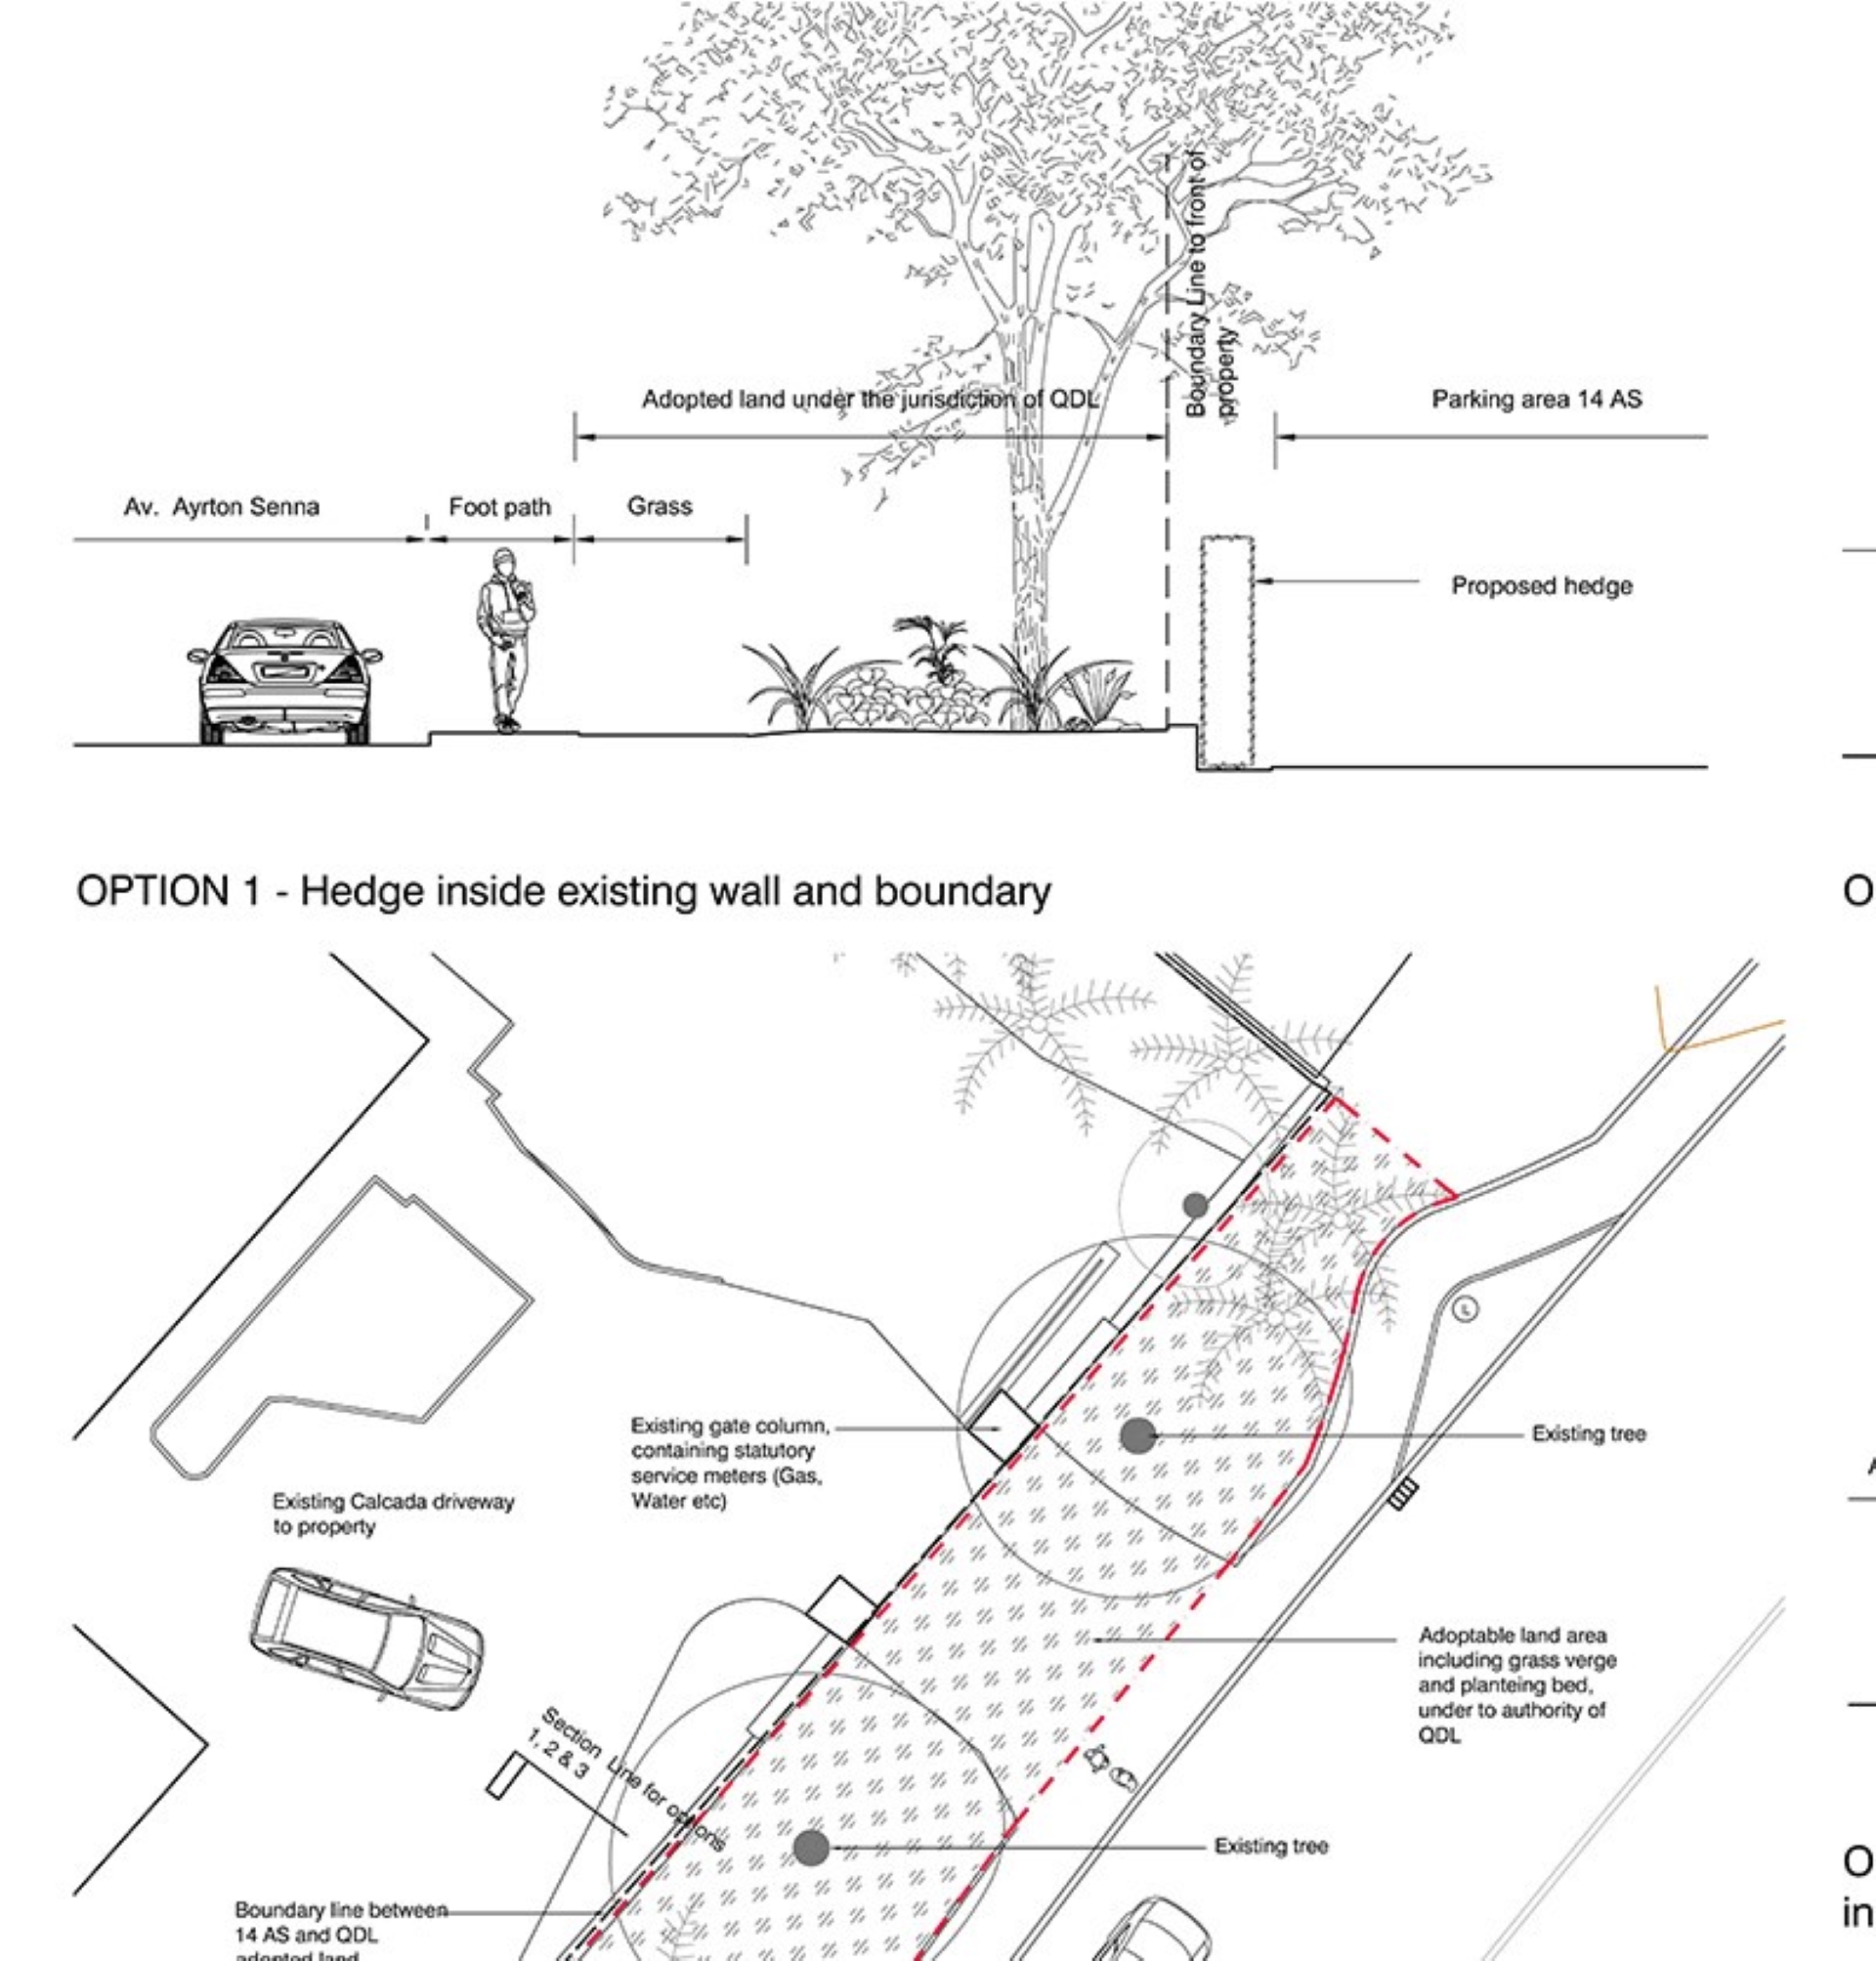 Boundary Line to front of
property
Adopted land under the jurisdiction of QDL
Parking area 14 AS
Av. Ayrton Senna
Foot path
Grass
Proposed hedge
OPTION 1 - Hedge inside existing wall and boundary
O
Existing gate column,
containing statutory
service meters (Gas,
Water etc)
Existing tree
A
Existing Calcada driveway
to property
Adoptable land area
including grass verge
and planteing bed,
under to authority of
QDL
Section Line for options
1, 2 & 3
Existing tree
O
in
Boundary line between
14 AS and QDL
adopted land